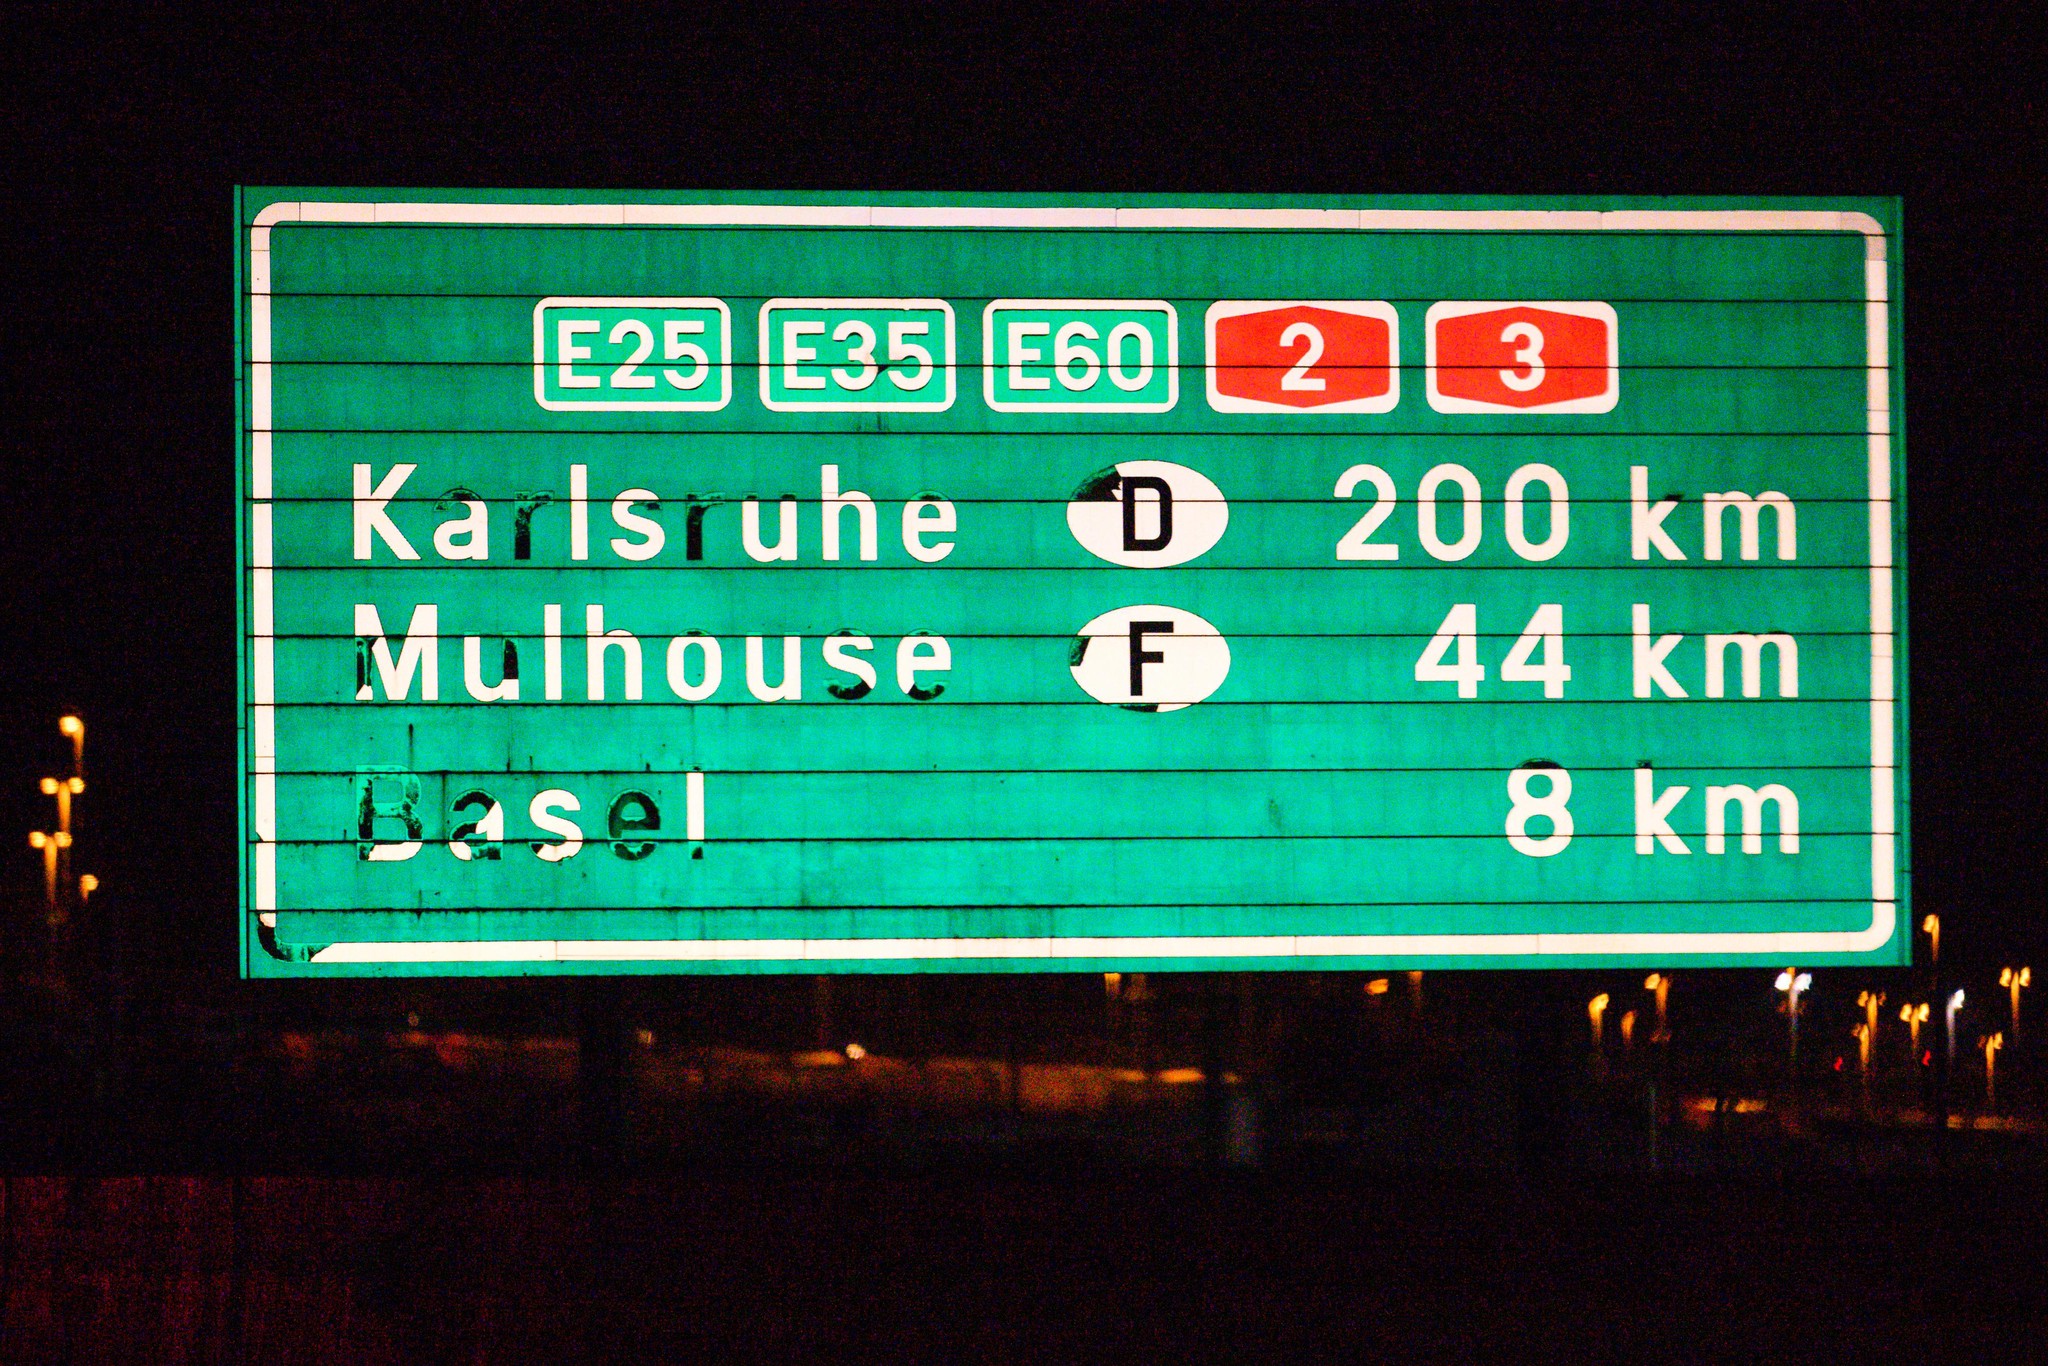 E25 E35 E60 2 3
Karlsruhe D 200 km
Mulhouse F 44 km
Basel 8 km